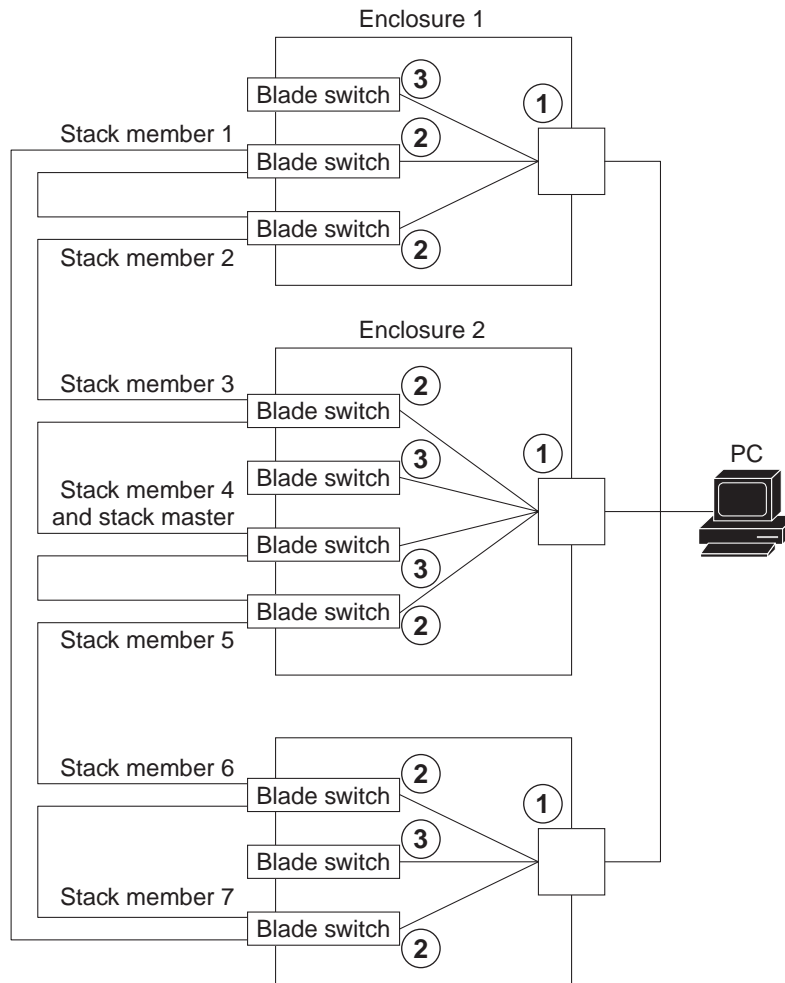 Enclosure 1
3
Blade switch
1
Stack member 1
2
Blade switch
Blade switch
2
Stack member 2
Enclosure 2
Stack member 3
2
Blade switch
3
1
PC
Blade switch
Stack member 4
and stack master
Blade switch
3
Blade switch
2
Stack member 5
Stack member 6
2
Blade switch
1
3
Blade switch
Stack member 7
Blade switch
2